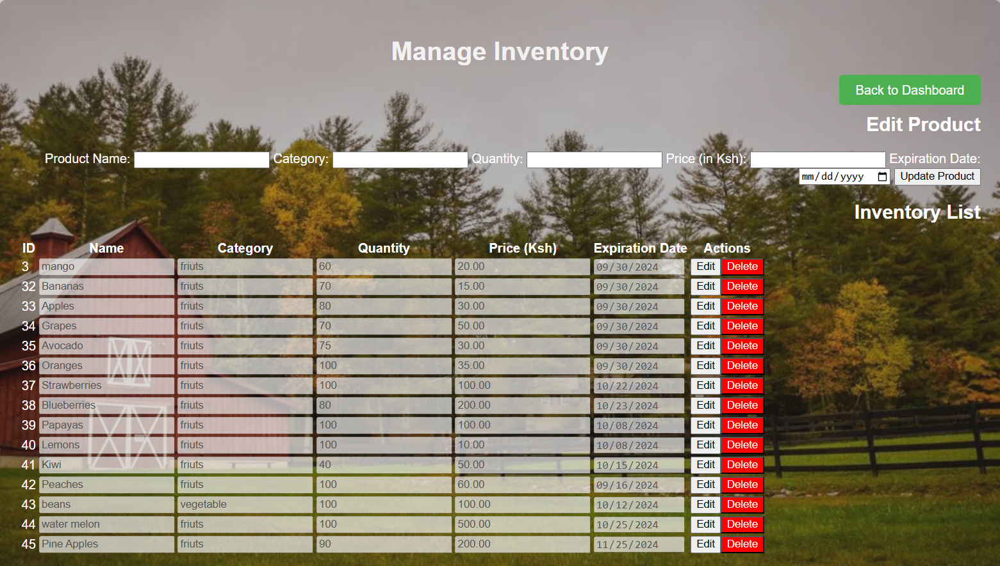 Manage Inventory
Back to Dashboard
Edit Product
Product Name: Category: Quantity: Price (in Ksh): Expiration Date:
mm/dd/yyyy Update Product
Inventory List
ID Name Category Quantity Price (Ksh) Expiration Date Actions
3 mango friuts 60 20.00 09/30/2024 Edit Delete
32 Bananas friuts 70 15.00 09/30/2024 Edit Delete
33 Apples friuts 80 30.00 09/30/2024 Edit Delete
34 Grapes friuts 70 50.00 09/30/2024 Edit Delete
35 Avocado friuts 75 30.00 09/30/2024 Edit Delete
36 Oranges friuts 100 35.00 09/30/2024 Edit Delete
37 Strawberries friuts 100 100.00 10/22/2024 Edit Delete
38 Blueberries friuts 80 200.00 10/23/2024 Edit Delete
39 Papayas friuts 100 100.00 10/08/2024 Edit Delete
40 Lemons friuts 100 10.00 10/08/2024 Edit Delete
41 Kiwi friuts 40 50.00 10/15/2024 Edit Delete
42 Peaches friuts 100 60.00 09/16/2024 Edit Delete
43 beans vegetable 100 100.00 10/12/2024 Edit Delete
44 water melon friuts 100 500.00 10/25/2024 Edit Delete
45 Pine Apples friuts 90 200.00 11/25/2024 Edit Delete